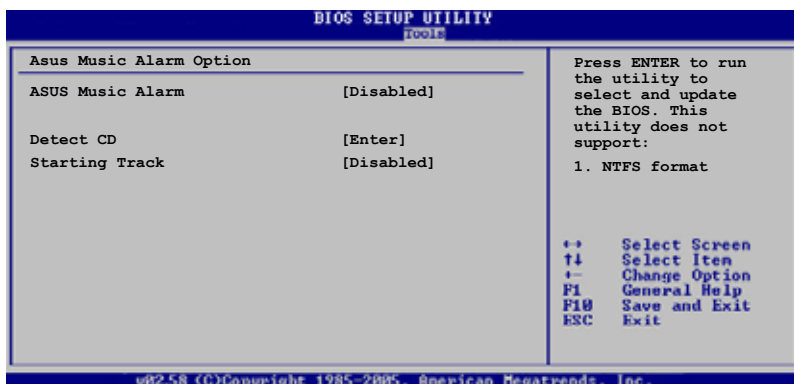 BIOS SETUP UTILITY
Tools
Asus Music Alarm Option
ASUS Music Alarm [Disabled]
Detect CD [Enter]
Starting Track [Disabled]
Press ENTER to run
the utility to
select and update
the BIOS. This
utility does not
support:
1. NTFS format
↔ Select Screen
↑↓ Select Item
+- Change Option
F1 General Help
F10 Save and Exit
ESC Exit
v02.58 (C)Copyright 1985-2005, American Megatrends, Inc.